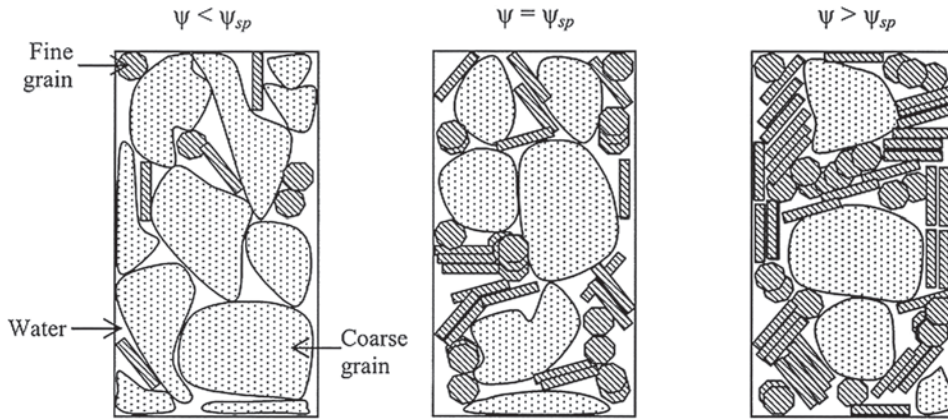 ψ < ψsp
ψ = ψsp
ψ > ψsp
Fine
grain
Water
Coarse
grain